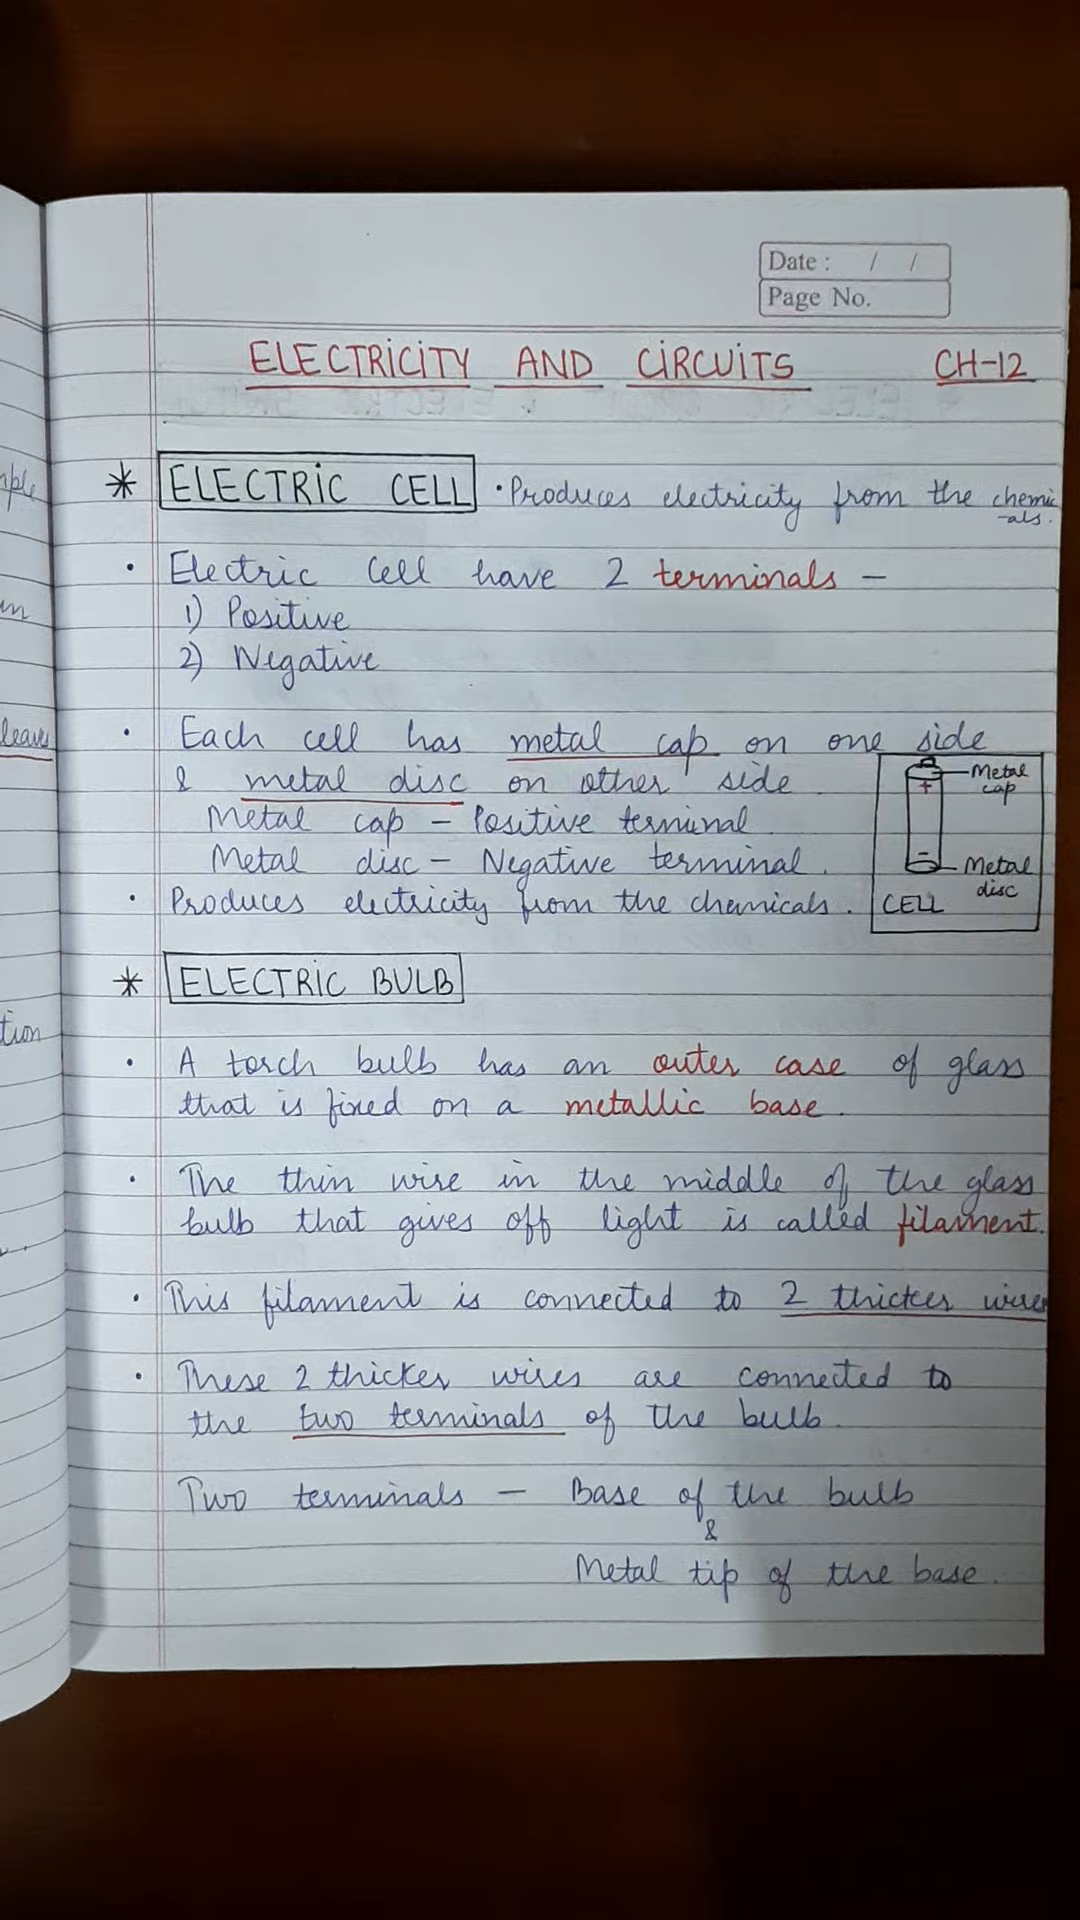 Date : / /
Page No.
ELECTRICITY AND CIRCUITS CH-12
* ELECTRIC CELL • Produces electricity from the chemic
-als.
• Electric Cell have 2 terminals –
1) Positive
2) Negative
• Each cell has metal cap on one side
& metal disc on other side.
Metal cap – Positive terminal
Metal disc – Negative terminal.
• Produces electricity from the chemicals.
Metal
cap
+
-
Metal
disc
CELL
* ELECTRIC BULB
• A torch bulb has an outer case of glass
that is fixed on a metallic base.
• The thin wire in the middle of the glass
bulb that gives off light is called filament.
• This filament is connected to 2 thicker wires
• These 2 thicker wires are connected to
the two terminals of the bulb.
Two terminals – Base of the bulb
&
Metal tip of the base.
leaves
tion